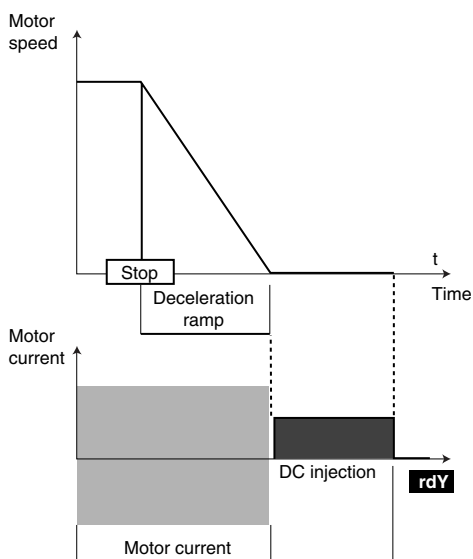 Motor
speed
t
Stop
Time
Deceleration
ramp
Motor
current
DC injection
rdY
Motor current